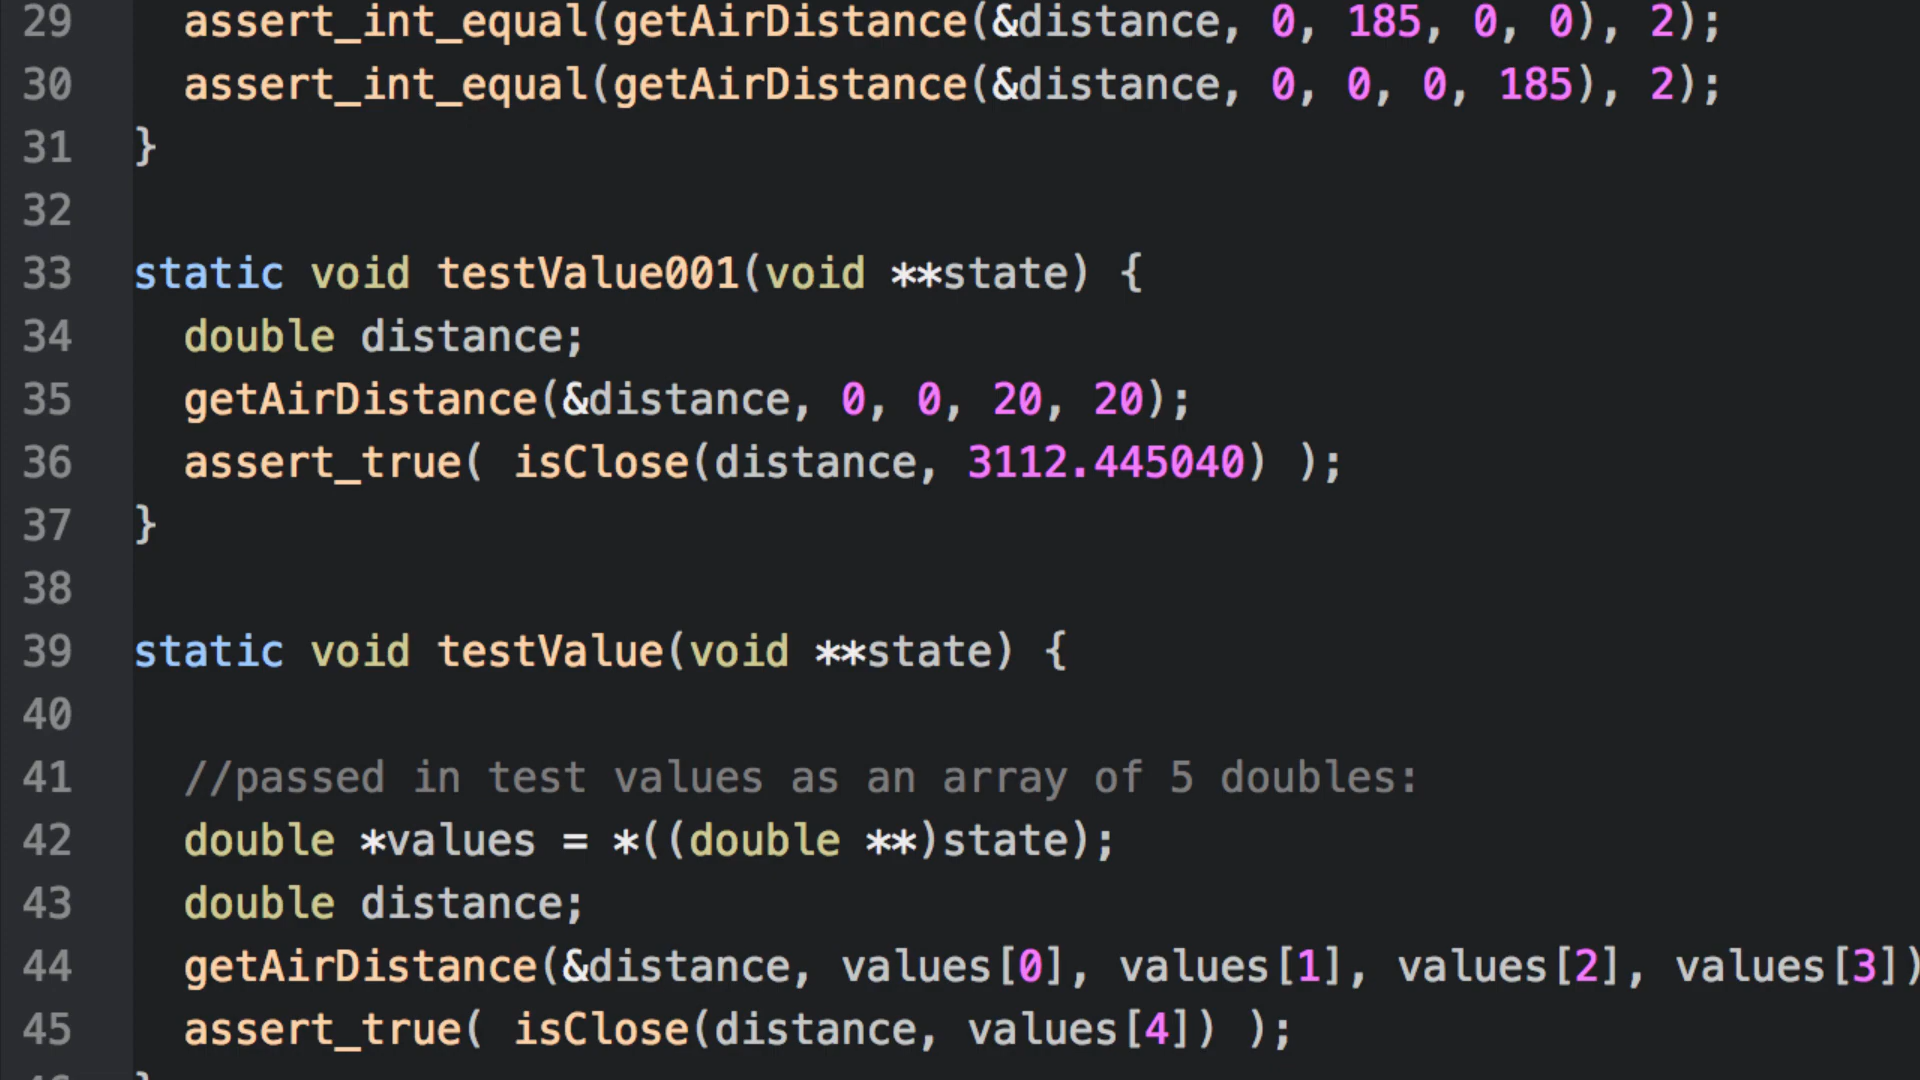 29 assert_int_equal(getAirDistance(&distance, 0, 185, 0, 0), 2);
30 assert_int_equal(getAirDistance(&distance, 0, 0, 0, 185), 2);
31 }
32
33 static void testValue001(void **state) {
34 double distance;
35 getAirDistance(&distance, 0, 0, 20, 20);
36 assert_true( isClose(distance, 3112.445040) );
37 }
38
39 static void testValue(void **state) {
40
41 //passed in test values as an array of 5 doubles:
42 double *values = *((double **)state);
43 double distance;
44 getAirDistance(&distance, values[0], values[1], values[2], values[3])
45 assert_true( isClose(distance, values[4]) );
46 }